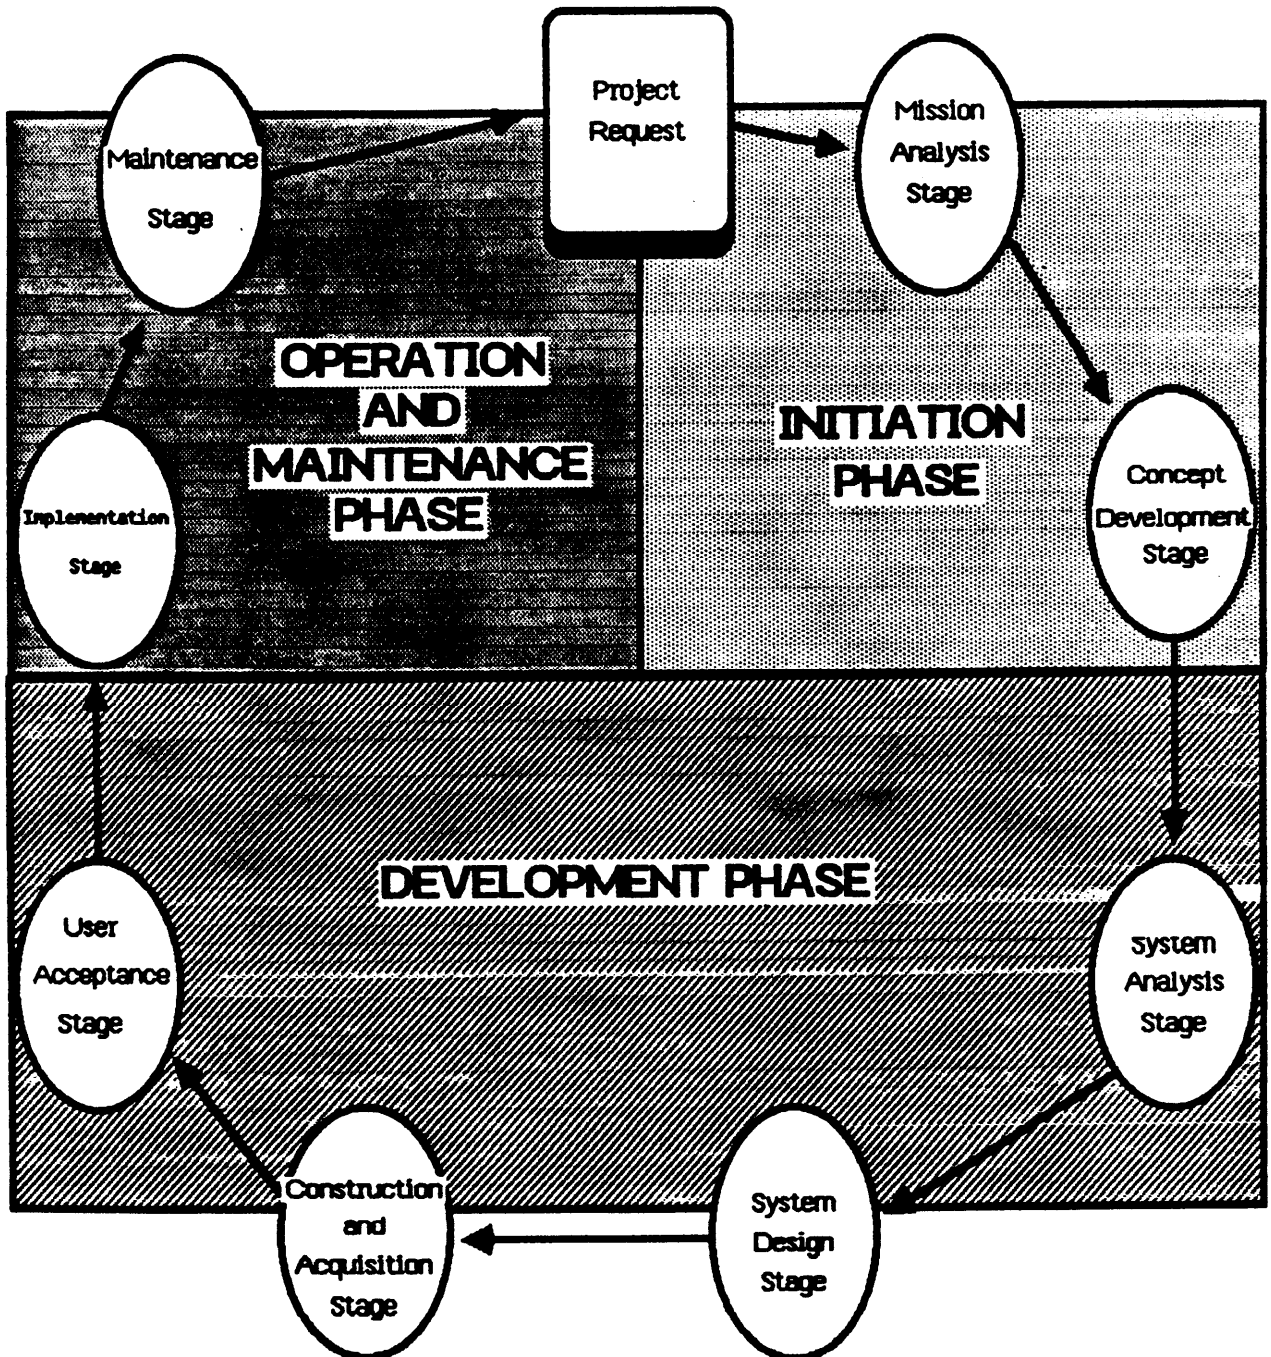 Project
Request
Mission
Analysis
Stage
Concept
Development
Stage
System
Analysis
Stage
System
Design
Stage
Construction
and
Acquisition
Stage
User
Acceptance
Stage
Implementation
Stage
Maintenance
Stage
OPERATION
AND
MAINTENANCE
PHASE
INITIATION
PHASE
DEVELOPMENT PHASE